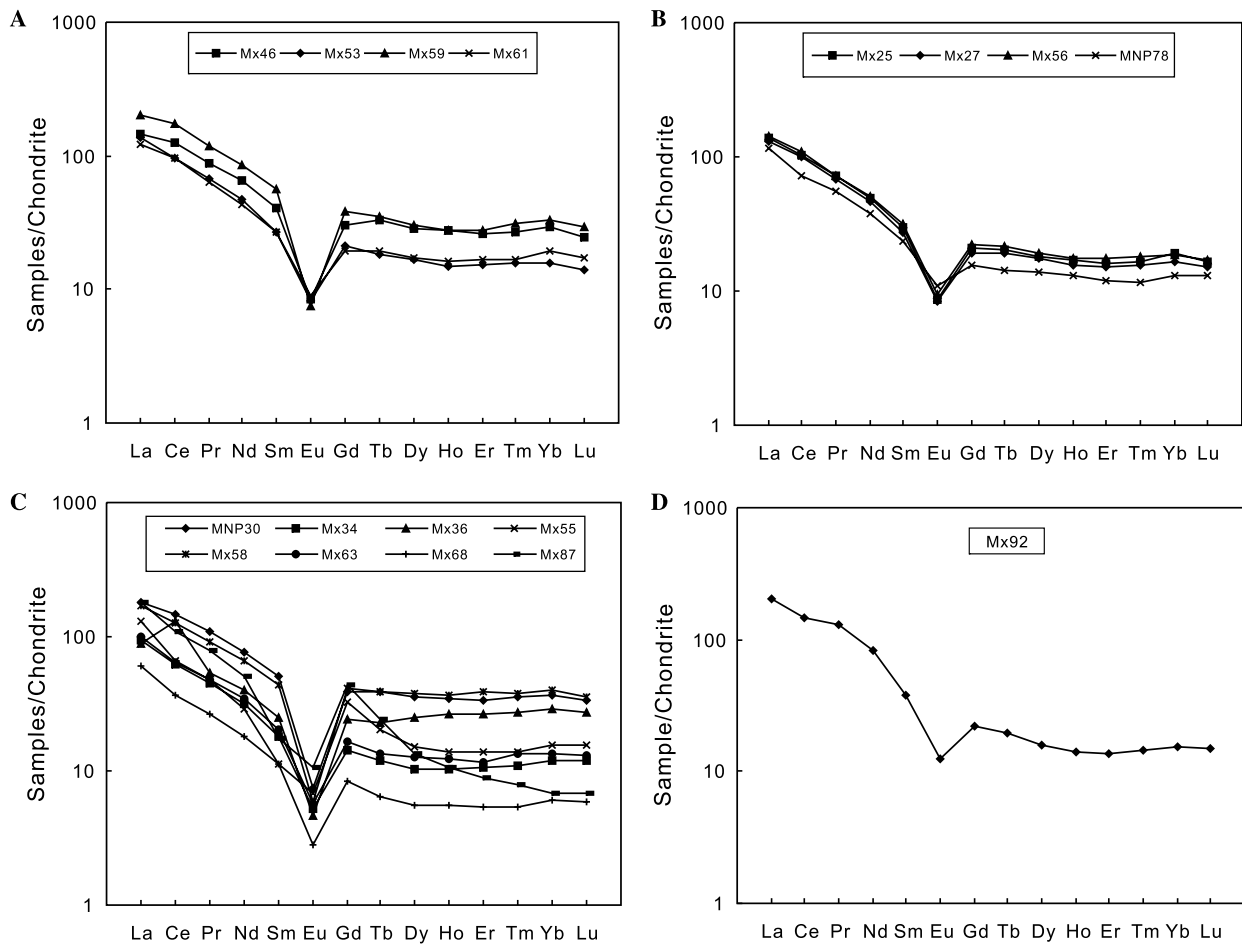 A
1000
100
10
1
Samples/Chondrite
Mx46 Mx53 Mx59 Mx61
La Ce Pr Nd Sm Eu Gd Tb Dy Ho Er Tm Yb Lu
B
1000
100
10
1
Samples/Chondrite
Mx25 Mx27 Mx56 MNP78
La Ce Pr Nd Sm Eu Gd Tb Dy Ho Er Tm Yb Lu
C
1000
100
10
1
Sample/Chondrite
MNP30 Mx34 Mx36 Mx55
Mx58 Mx63 Mx68 Mx87
La Ce Pr Nd Sm Eu Gd Tb Dy Ho Er Tm Yb Lu
D
1000
100
10
1
Sample/Chondrite
Mx92
La Ce Pr Nd Sm Eu Gd Tb Dy Ho Er Tm Yb Lu